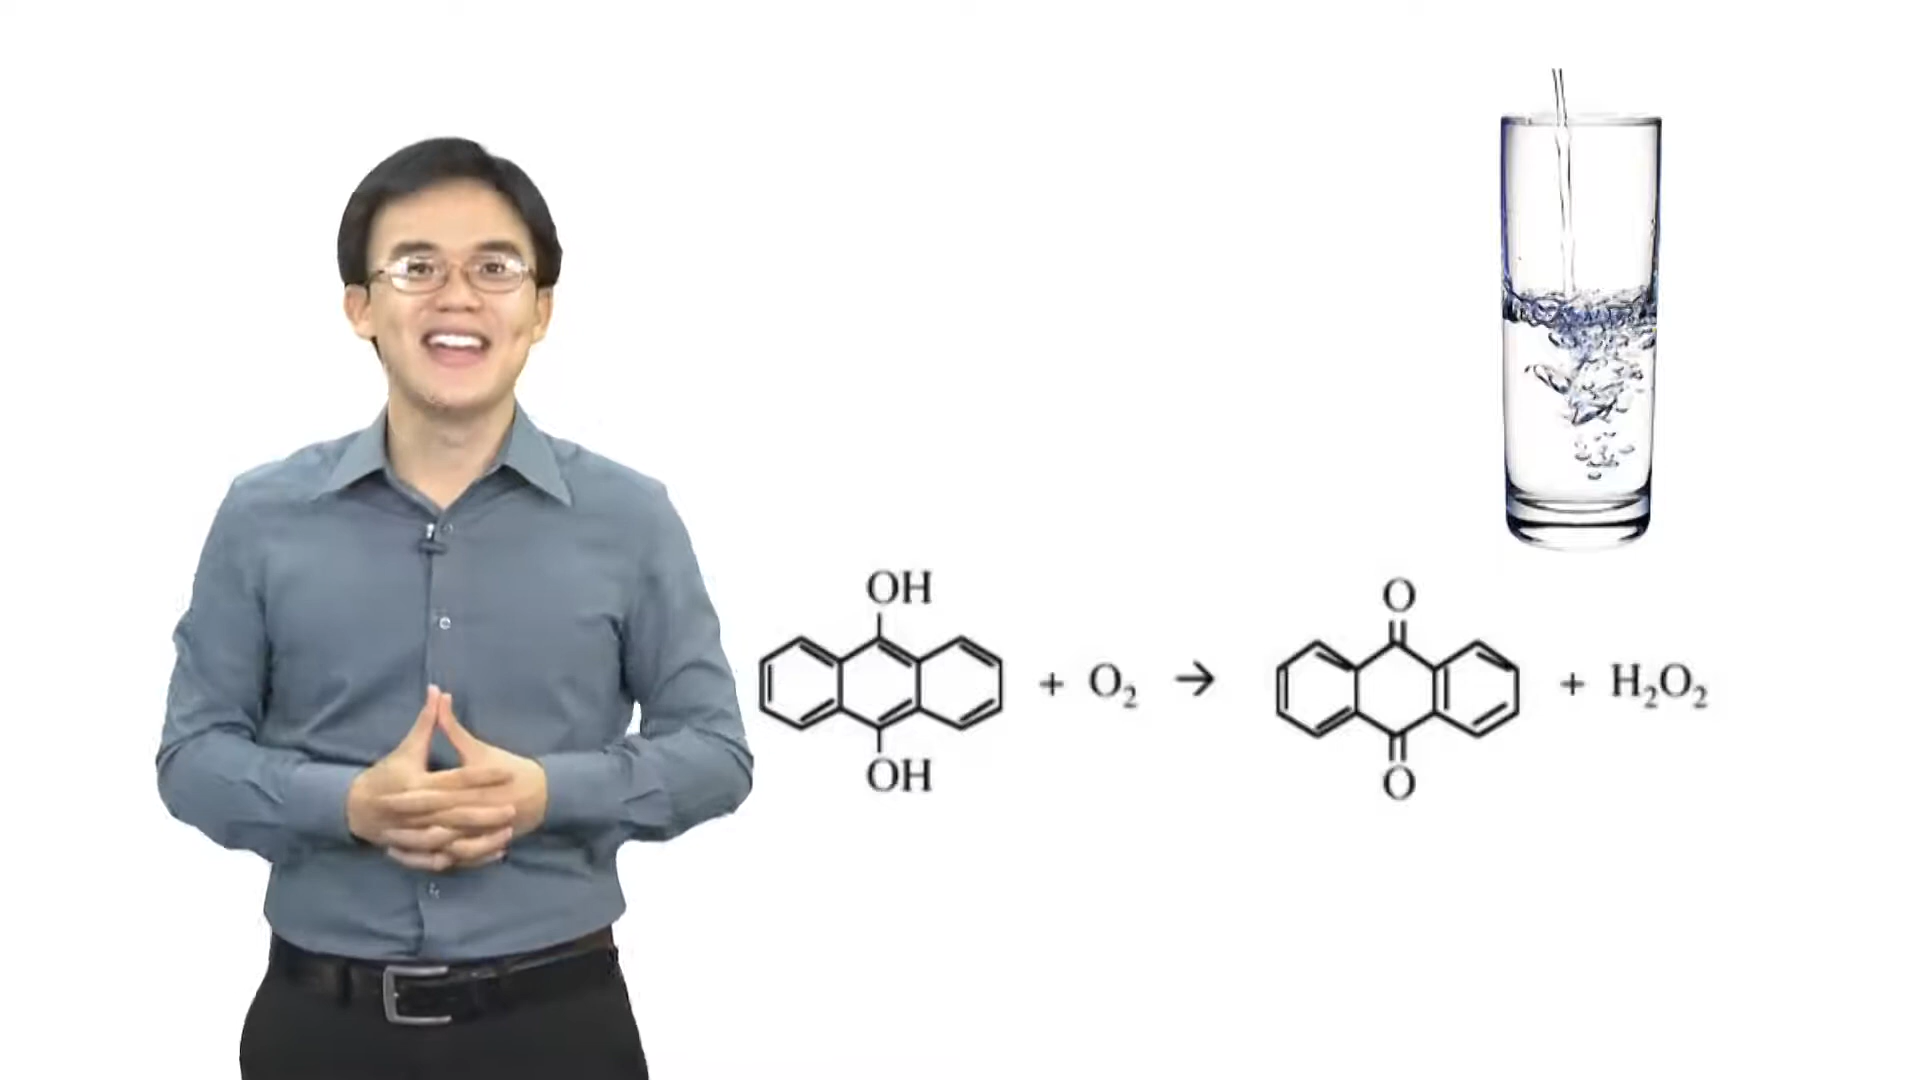 OH
O
+ O₂ → + H₂O₂
OH
O